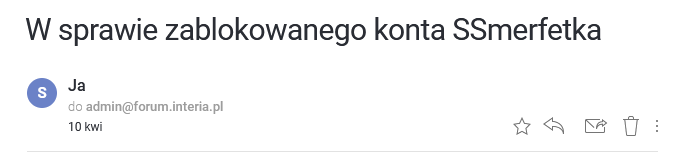 W sprawie zablokowanego konta SSmerfetka
S
Ja
do admin@forum.interia.pl
10 kwi